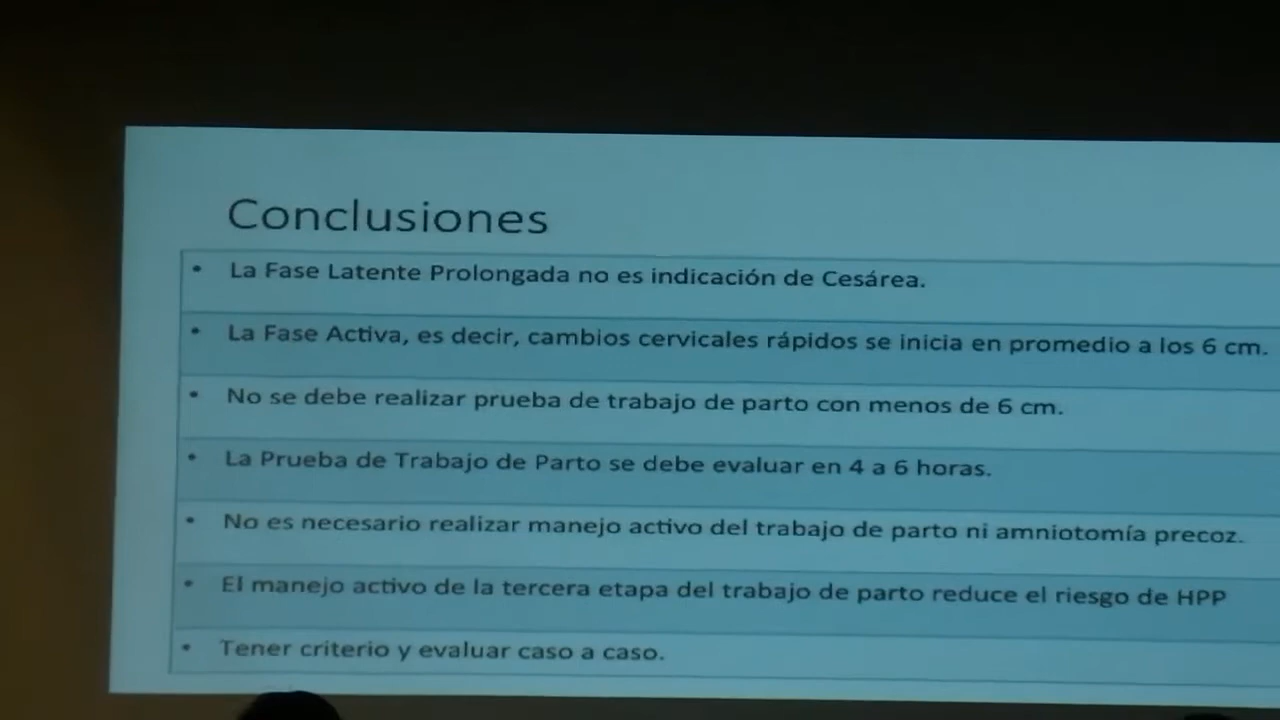 Conclusiones
• La Fase Latente Prolongada no es indicación de Cesárea.
• La Fase Activa, es decir, cambios cervicales rápidos se inicia en promedio a los 6 cm.
• No se debe realizar prueba de trabajo de parto con menos de 6 cm.
• La Prueba de Trabajo de Parto se debe evaluar en 4 a 6 horas.
• No es necesario realizar manejo activo del trabajo de parto ni amniotomía precoz.
• El manejo activo de la tercera etapa del trabajo de parto reduce el riesgo de HPP
• Tener criterio y evaluar caso a caso.